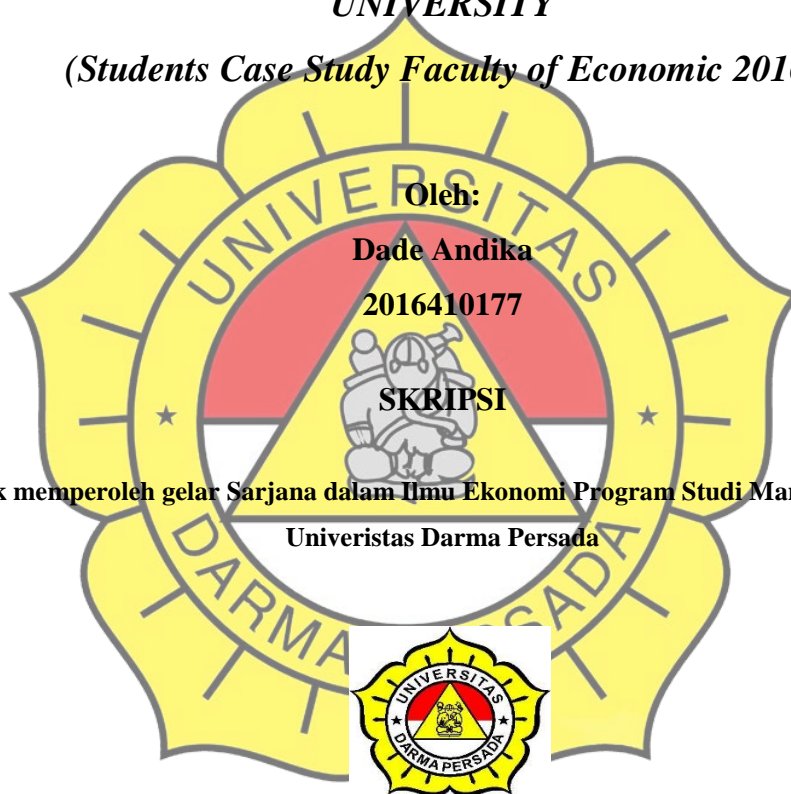 UNIVERSITY
(Students Case Study Faculty of Economic 201
UNIVERSITAS
Oleh:
Dade Andika
2016410177
SKRIPSI
memperoleh gelar Sarjana dalam Ilmu Ekonomi Program Studi
Univeristas Darma Persada
DARMA PERSADA
UNIVERSITAS
DARMA PERSADA